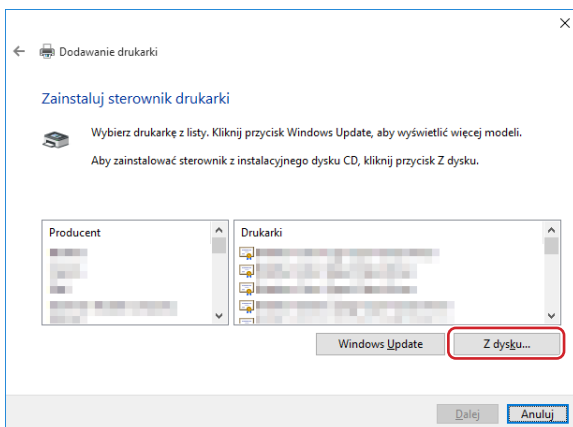 Dodawanie drukarki
Zainstaluj sterownik drukarki
Wybierz drukarkę z listy. Kliknij przycisk Windows Update, aby wyświetlić więcej modeli.
Aby zainstalować sterownik z instalacyjnego dysku CD, kliknij przycisk Z dysku.
Producent
Drukarki
Windows Update
Z dysku...
Dalej
Anuluj